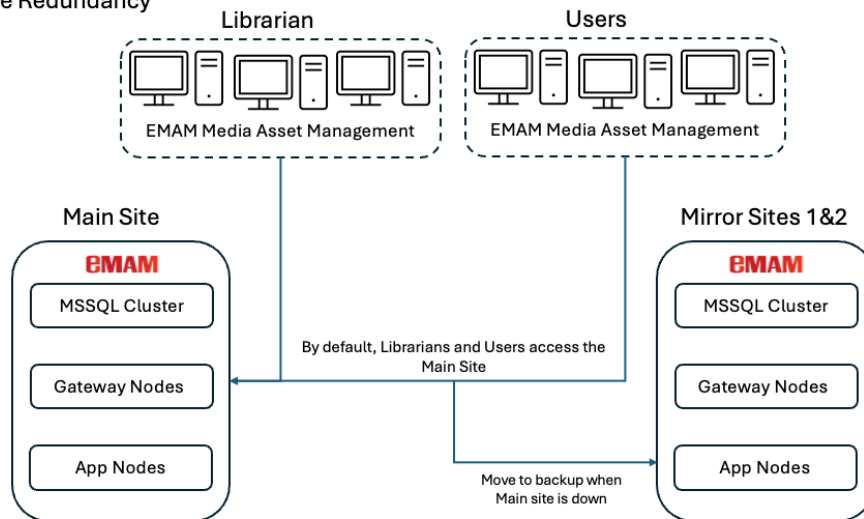 e Redundancy
Librarian
Users
EMAM Media Asset Management
EMAM Media Asset Management
Main Site
Mirror Sites 1&2
eMAM
MSSQL Cluster
Gateway Nodes
App Nodes
By default, Librarians and Users access the
Main Site
Move to backup when
Main site is down
eMAM
MSSQL Cluster
Gateway Nodes
App Nodes